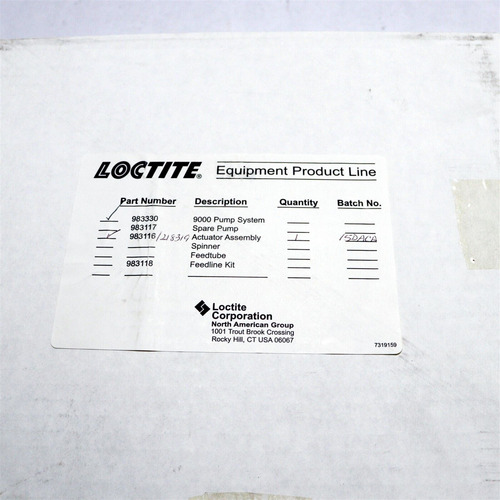 LOCTITE® Equipment Product Line
Part Number Description Quantity Batch No.
983330 9000 Pump System
983117 Spare Pump
983116/218319 Actuator Assembly 1
Spinner
Feedtube
983118 Feedline Kit
Loctite
Corporation
North American Group
1001 Trout Brook Crossing
Rocky Hill, CT USA 06067
7319159